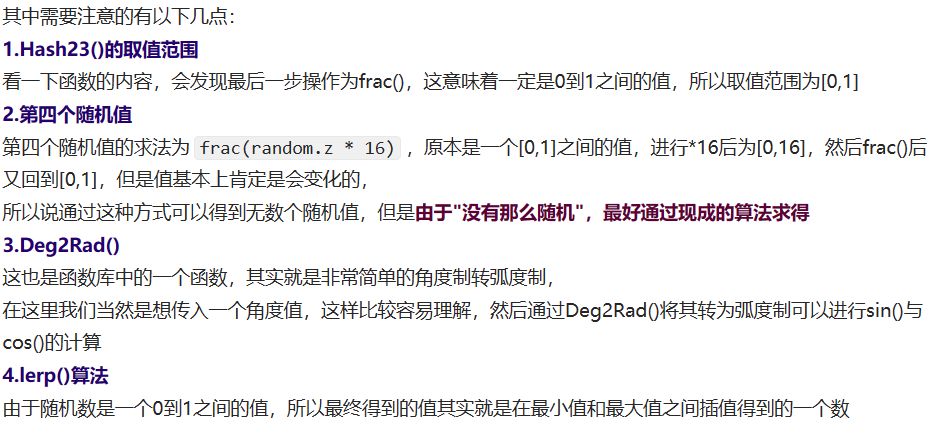 其中需要注意的有以下几点：
1.Hash23()的取值范围
看一下函数的内容，会发现最后一步操作为frac()，这意味着一定是0到1之间的值，所以取值范围为[0,1]
2.第四个随机值
第四个随机值的求法为 frac(random.z * 16) ，原本是一个[0,1]之间的值，进行*16后为[0,16]，然后frac()后
又回到[0,1]，但是值基本上肯定是会变化的，
所以说通过这种方式可以得到无数个随机值，但是由于"没有那么随机"，最好通过现成的算法求得
3.Deg2Rad()
这也是函数库中的一个函数，其实就是非常简单的角度制转弧度制，
在这里我们当然是想传入一个角度值，这样比较容易理解，然后通过Deg2Rad()将其转为弧度制可以进行sin()与
cos()的计算
4.lerp()算法
由于随机数是一个0到1之间的值，所以最终得到的值其实就是在最小值和最大值之间插值得到的一个数